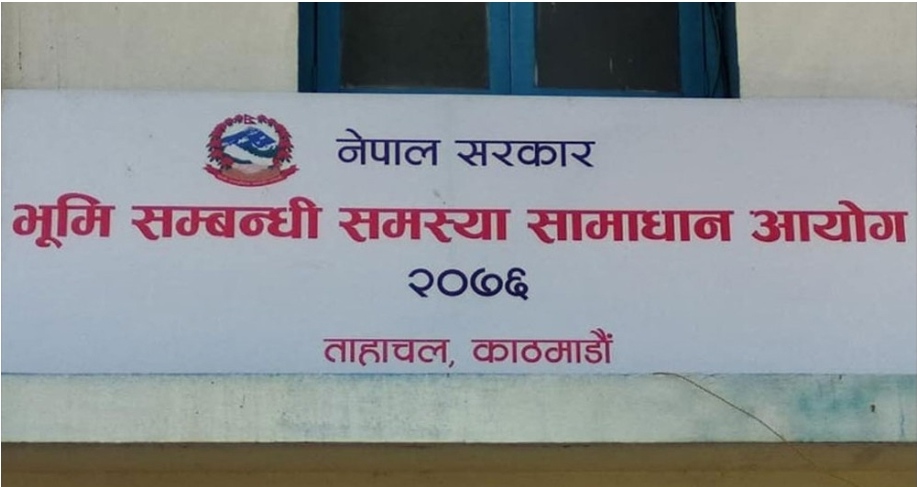 नेपाल सरकार
भूमि सम्बन्धी समस्या सामाधान आयोग
२०७६
ताहाचल, काठमाडौं